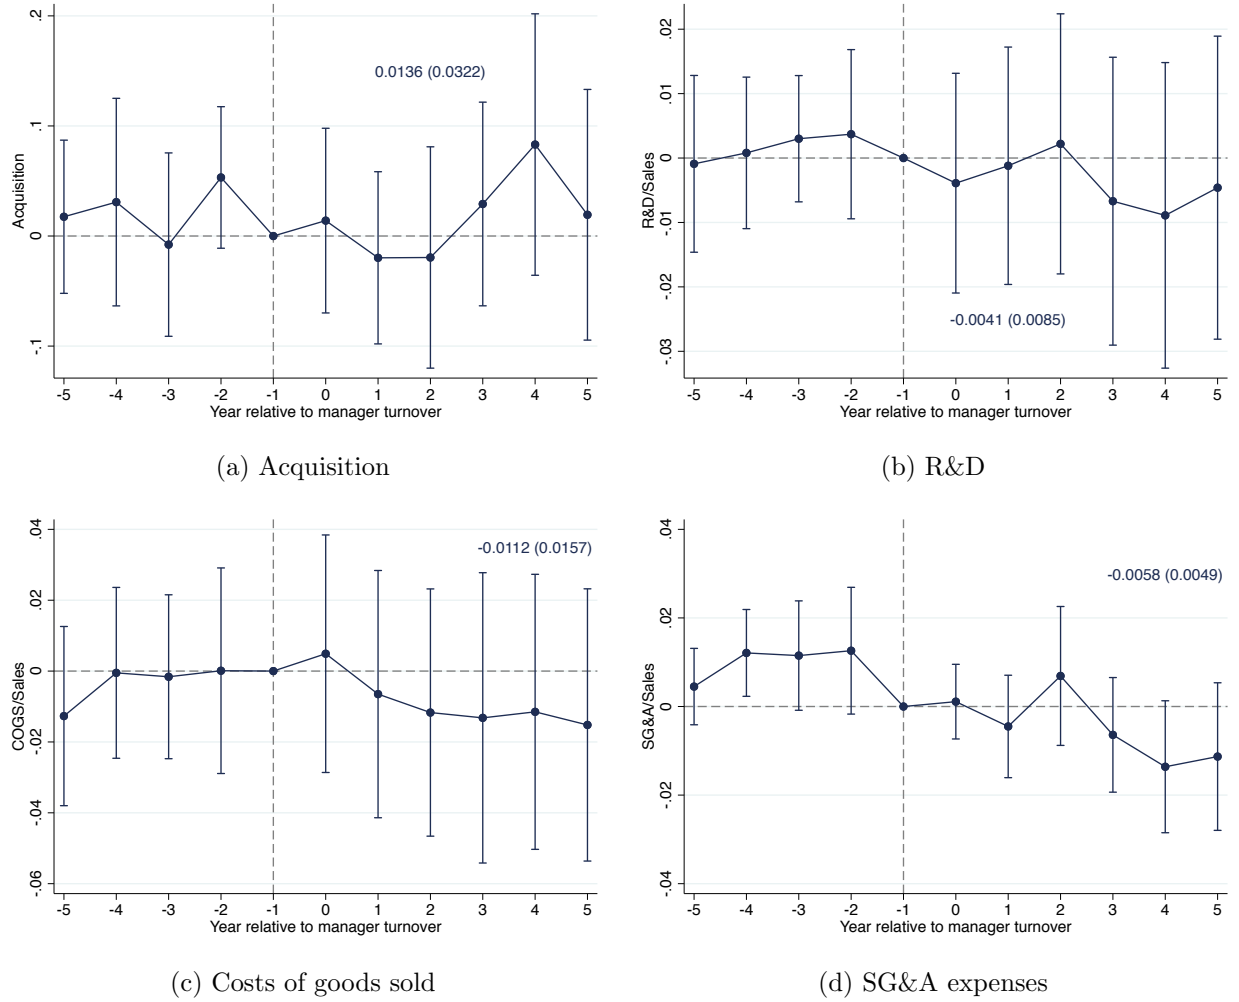 .2
.1
0
-.1
Acquisition
0.0136 (0.0322)
-5 -4 -3 -2 -1 0 1 2 3 4 5
Year relative to manager turnover
(a) Acquisition
.02
.01
0
-.01
-.02
-.03
R&D/Sales
-0.0041 (0.0085)
-5 -4 -3 -2 -1 0 1 2 3 4 5
Year relative to manager turnover
(b) R&D
.04
.02
0
-.02
-.04
-.06
COGS/Sales
-0.0112 (0.0157)
-5 -4 -3 -2 -1 0 1 2 3 4 5
Year relative to manager turnover
(c) Costs of goods sold
.04
.02
0
-.02
-.04
SG&A/Sales
-0.0058 (0.0049)
-5 -4 -3 -2 -1 0 1 2 3 4 5
Year relative to manager turnover
(d) SG&A expenses